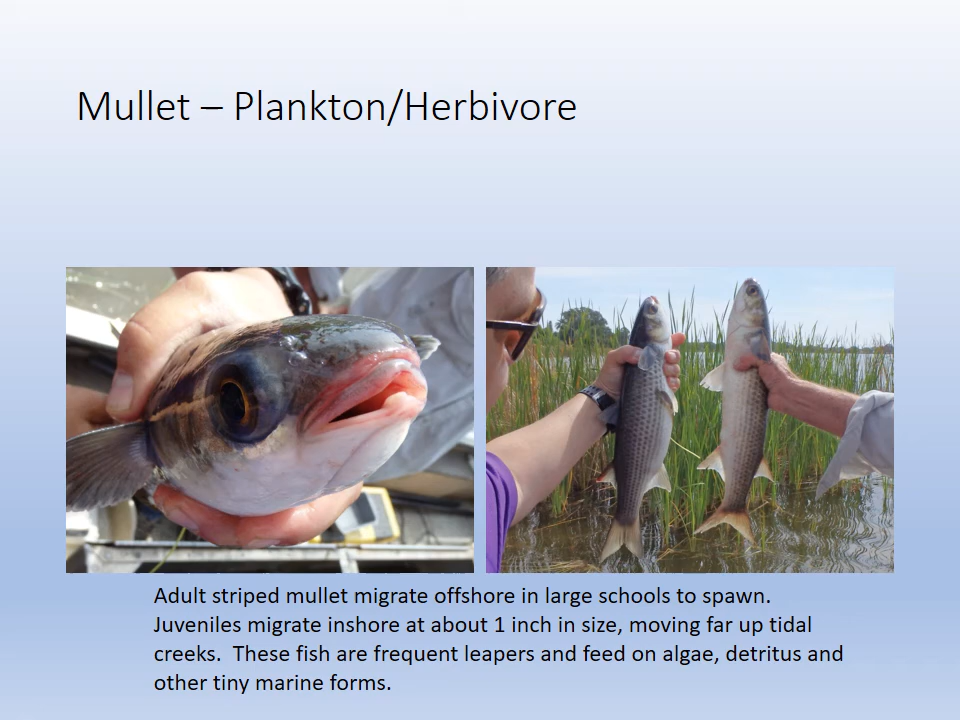 Mullet – Plankton/Herbivore
Adult striped mullet migrate offshore in large schools to spawn.
Juveniles migrate inshore at about 1 inch in size, moving far up tidal
creeks.  These fish are frequent leapers and feed on algae, detritus and
other tiny marine forms.